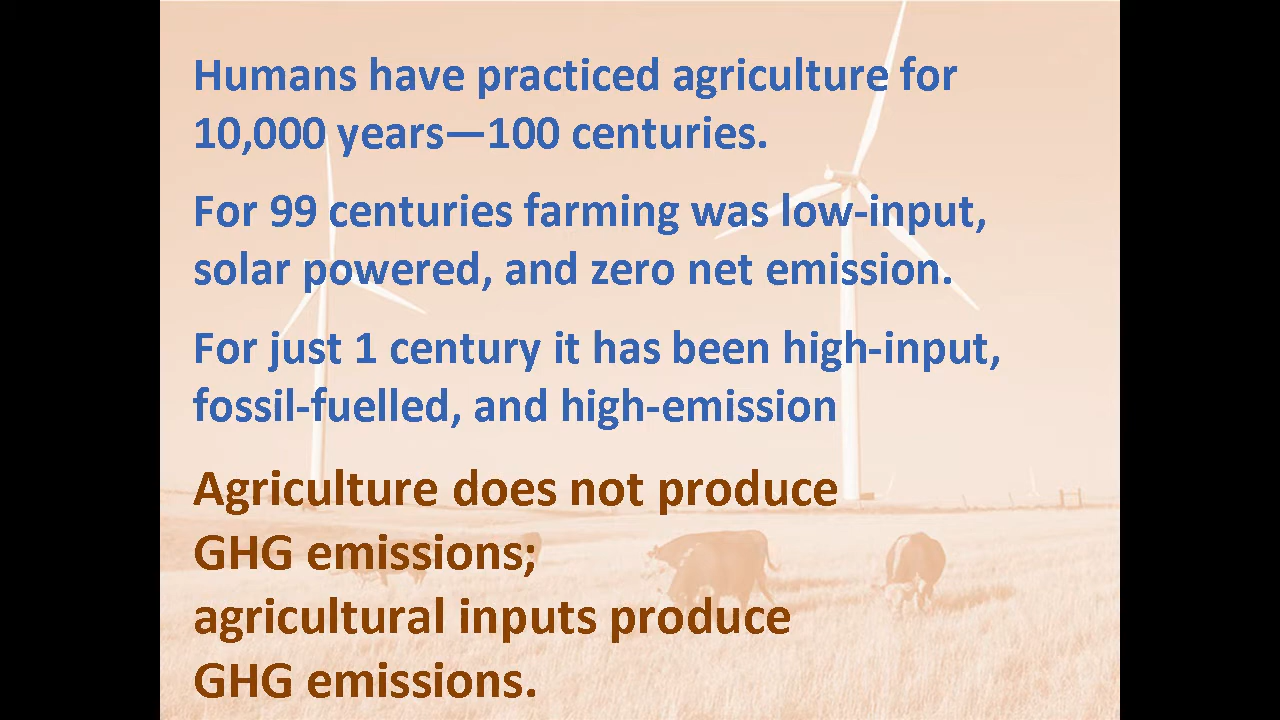 Humans have practiced agriculture for
10,000 years—100 centuries.
For 99 centuries farming was low-input,
solar powered, and zero net emission.
For just 1 century it has been high-input,
fossil-fuelled, and high-emission
Agriculture does not produce
GHG emissions;
agricultural inputs produce
GHG emissions.